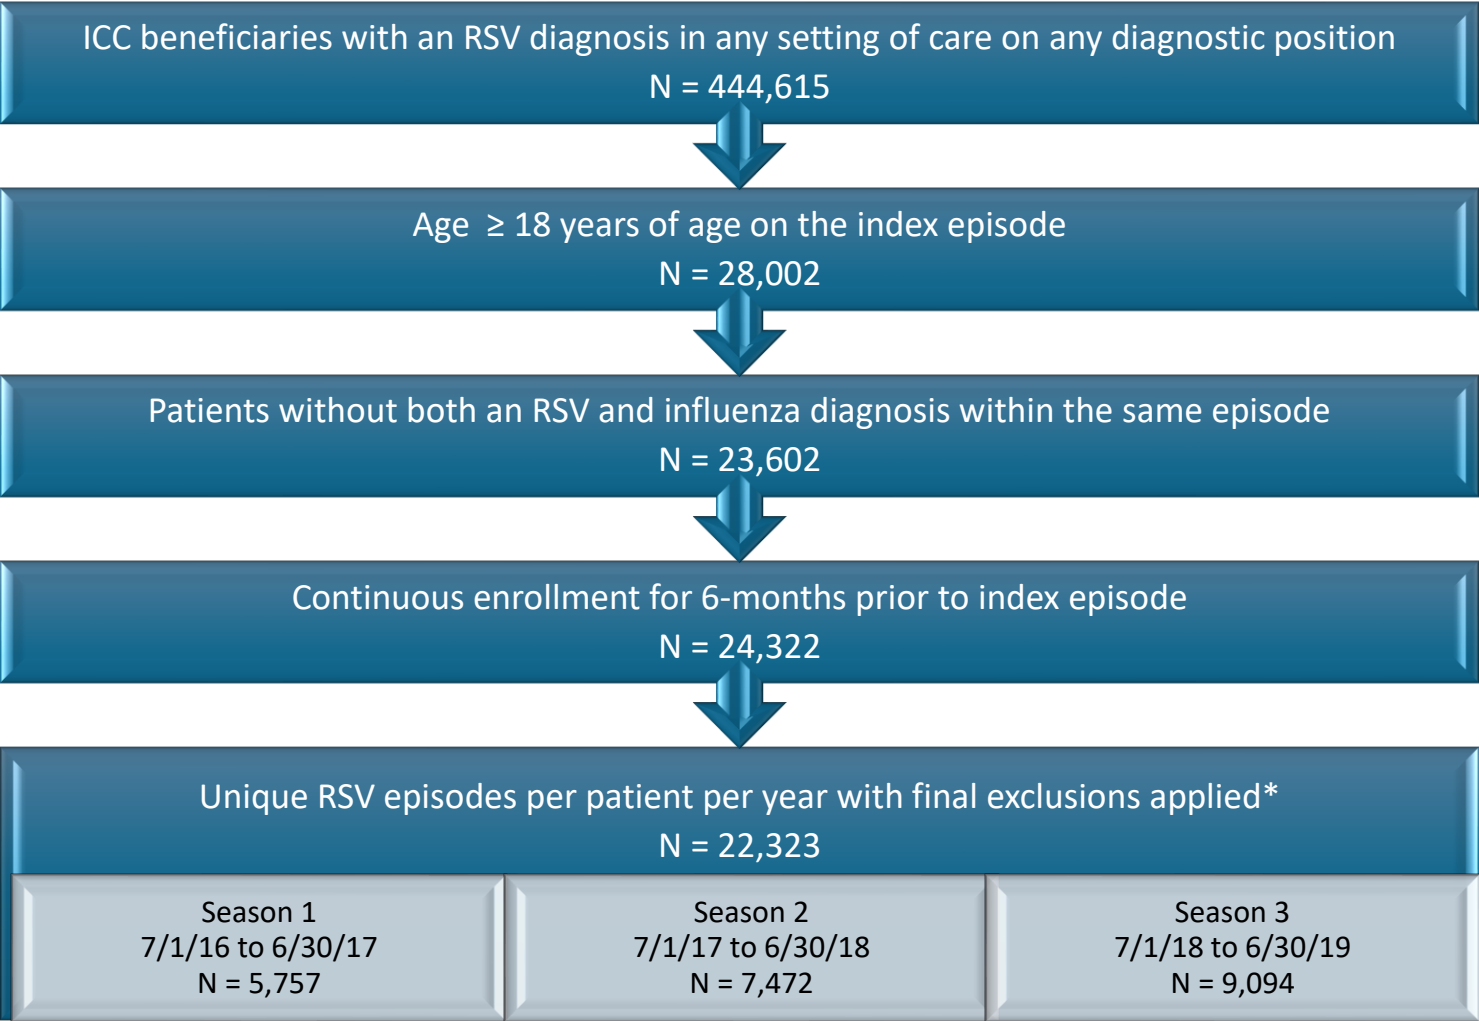 ICC beneficiaries with an RSV diagnosis in any setting of care on any diagnostic position
N = 444,615
Age ≥ 18 years of age on the index episode
N = 28,002
Patients without both an RSV and influenza diagnosis within the same episode
N = 23,602
Continuous enrollment for 6-months prior to index episode
N = 24,322
Unique RSV episodes per patient per year with final exclusions applied*
N = 22,323
Season 1
7/1/16 to 6/30/17
N = 5,757
Season 2
7/1/17 to 6/30/18
N = 7,472
Season 3
7/1/18 to 6/30/19
N = 9,094